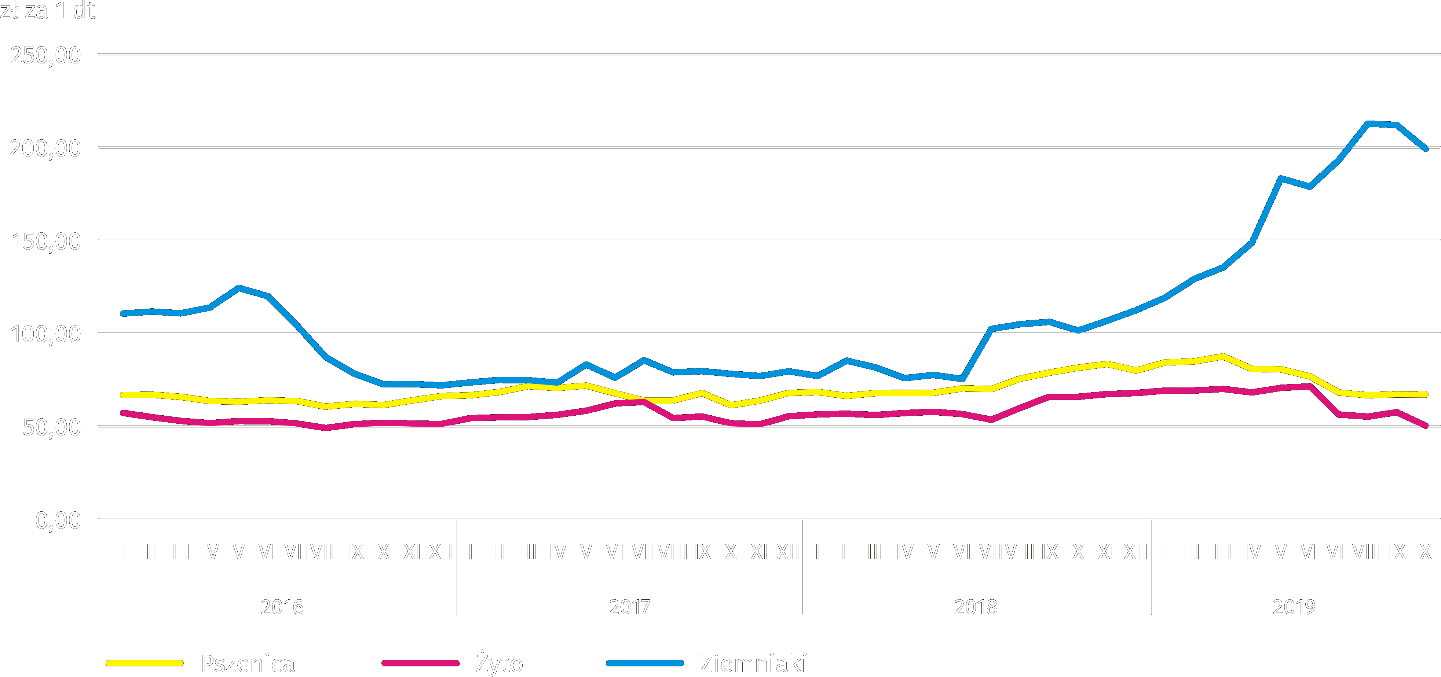 zł za 1 dt
250,00
200,00
150,00
100,00
50,00
0,00
I II III IV V VI VII VIII IX X XI XII I II III IV V VI VII VIII IX X XI XII I II III IV V VI VII VIII IX X XI XII I II III IV V VI VII VIII IX X
2016 2017 2018 2019
Pszenica Żyto Ziemniaki